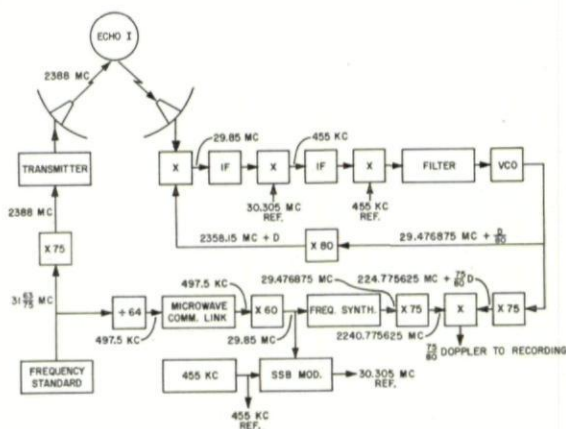 ECHO I
2388 MC
29.85 MC
455 KC
TRANSMITTER
X
IF
X
IF
X
FILTER
VCO
30.305 MC
REF.
455 KC
REF.
2388 MC
2358.15 MC + D
X 80
29.476875 MC + D/80
X 75
31 63/75 MC
497.5 KC
29.476875 MC
224.775625 MC + 75/80 D
÷ 64
MICROWAVE
COMM. LINK
X 60
FREQ. SYNTH.
X 75
X
X 75
497.5 KC
29.85 MC
2240.775625 MC
75/80 DOPPLER TO RECORDING
FREQUENCY
STANDARD
455 KC
SSB MOD.
30.305 MC
REF.
455 KC
REF.